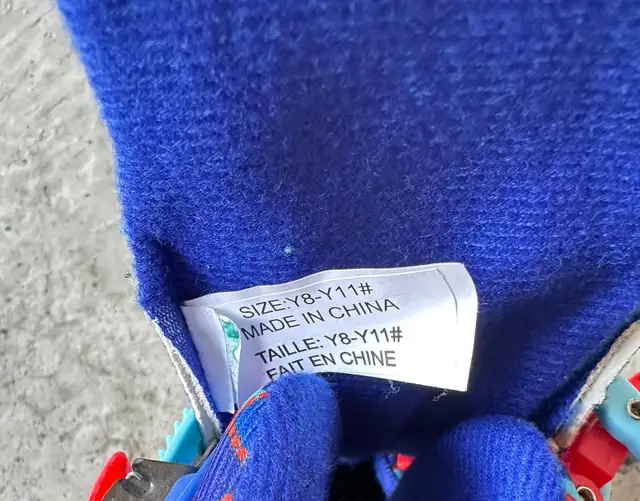 SIZE:Y8-Y11#
MADE IN CHINA
TAILLE: Y8-Y11#
FAIT EN CHINE